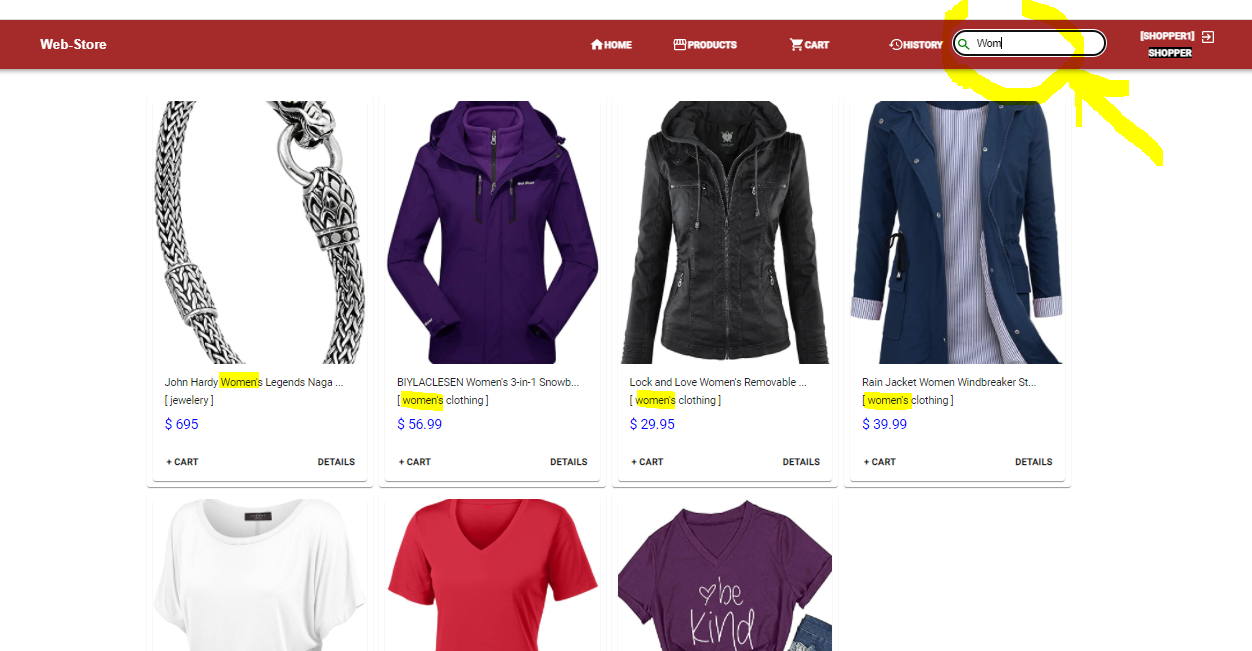 Web-Store
HOME
PRODUCTS
CART
HISTORY
Wom
[SHOPPER1]
SHOPPER
John Hardy Women's Legends Naga ...
[ jewelery ]
$ 695
+ CART
DETAILS
BIYLACLESEN Women's 3-in-1 Snowb...
[ women's clothing ]
$ 56.99
+ CART
DETAILS
Lock and Love Women's Removable ...
[ women's clothing ]
$ 29.95
+ CART
DETAILS
Rain Jacket Women Windbreaker St...
[ women's clothing ]
$ 39.99
+ CART
DETAILS
be
kind